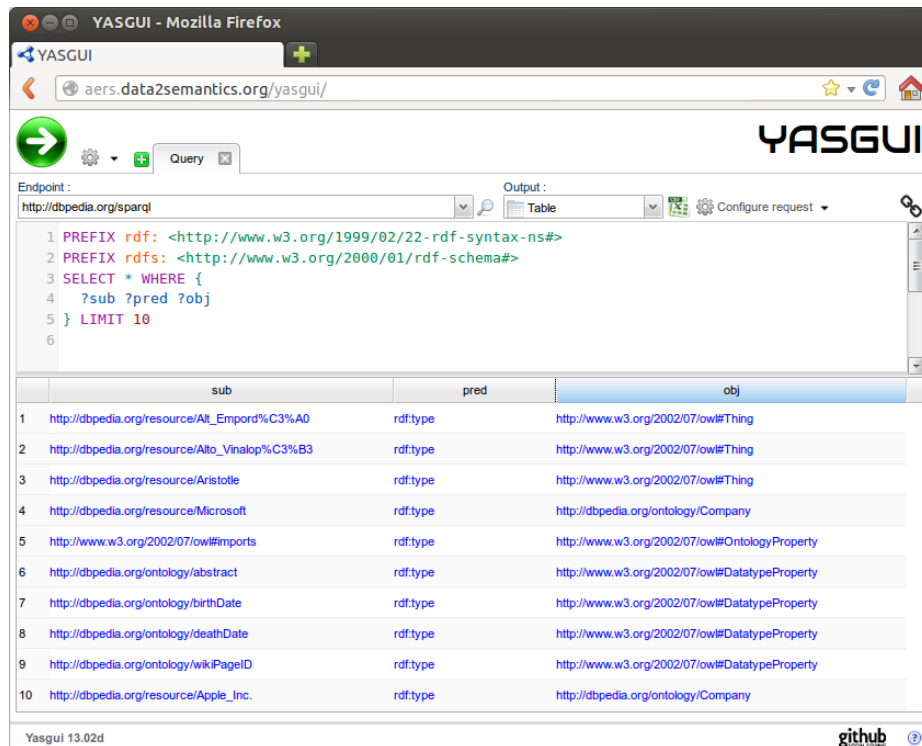 YASGUI - Mozilla Firefox
YASGUI
aers.data2semantics.org/yasgui/
YASGUI
Query
Endpoint :
Output :
http://dbpedia.org/sparql
Table
Configure request
1 PREFIX rdf: <http://www.w3.org/1999/02/22-rdf-syntax-ns#>
2 PREFIX rdfs: <http://www.w3.org/2000/01/rdf-schema#>
3 SELECT * WHERE {
4 ?sub ?pred ?obj
5 } LIMIT 10
6
sub pred obj
1 http://dbpedia.org/resource/Alt_Empord%C3%A0 rdf:type http://www.w3.org/2002/07/owl#Thing
2 http://dbpedia.org/resource/Alto_Vinalop%C3%B3 rdf:type http://www.w3.org/2002/07/owl#Thing
3 http://dbpedia.org/resource/Aristotle rdf:type http://www.w3.org/2002/07/owl#Thing
4 http://dbpedia.org/resource/Microsoft rdf:type http://dbpedia.org/ontology/Company
5 http://www.w3.org/2002/07/owl#imports rdf:type http://www.w3.org/2002/07/owl#OntologyProperty
6 http://dbpedia.org/ontology/abstract rdf:type http://www.w3.org/2002/07/owl#DatatypeProperty
7 http://dbpedia.org/ontology/birthDate rdf:type http://www.w3.org/2002/07/owl#DatatypeProperty
8 http://dbpedia.org/ontology/deathDate rdf:type http://www.w3.org/2002/07/owl#DatatypeProperty
9 http://dbpedia.org/ontology/wikiPageID rdf:type http://www.w3.org/2002/07/owl#DatatypeProperty
10 http://dbpedia.org/resource/Apple_Inc. rdf:type http://dbpedia.org/ontology/Company
Yasgui 13.02d
github